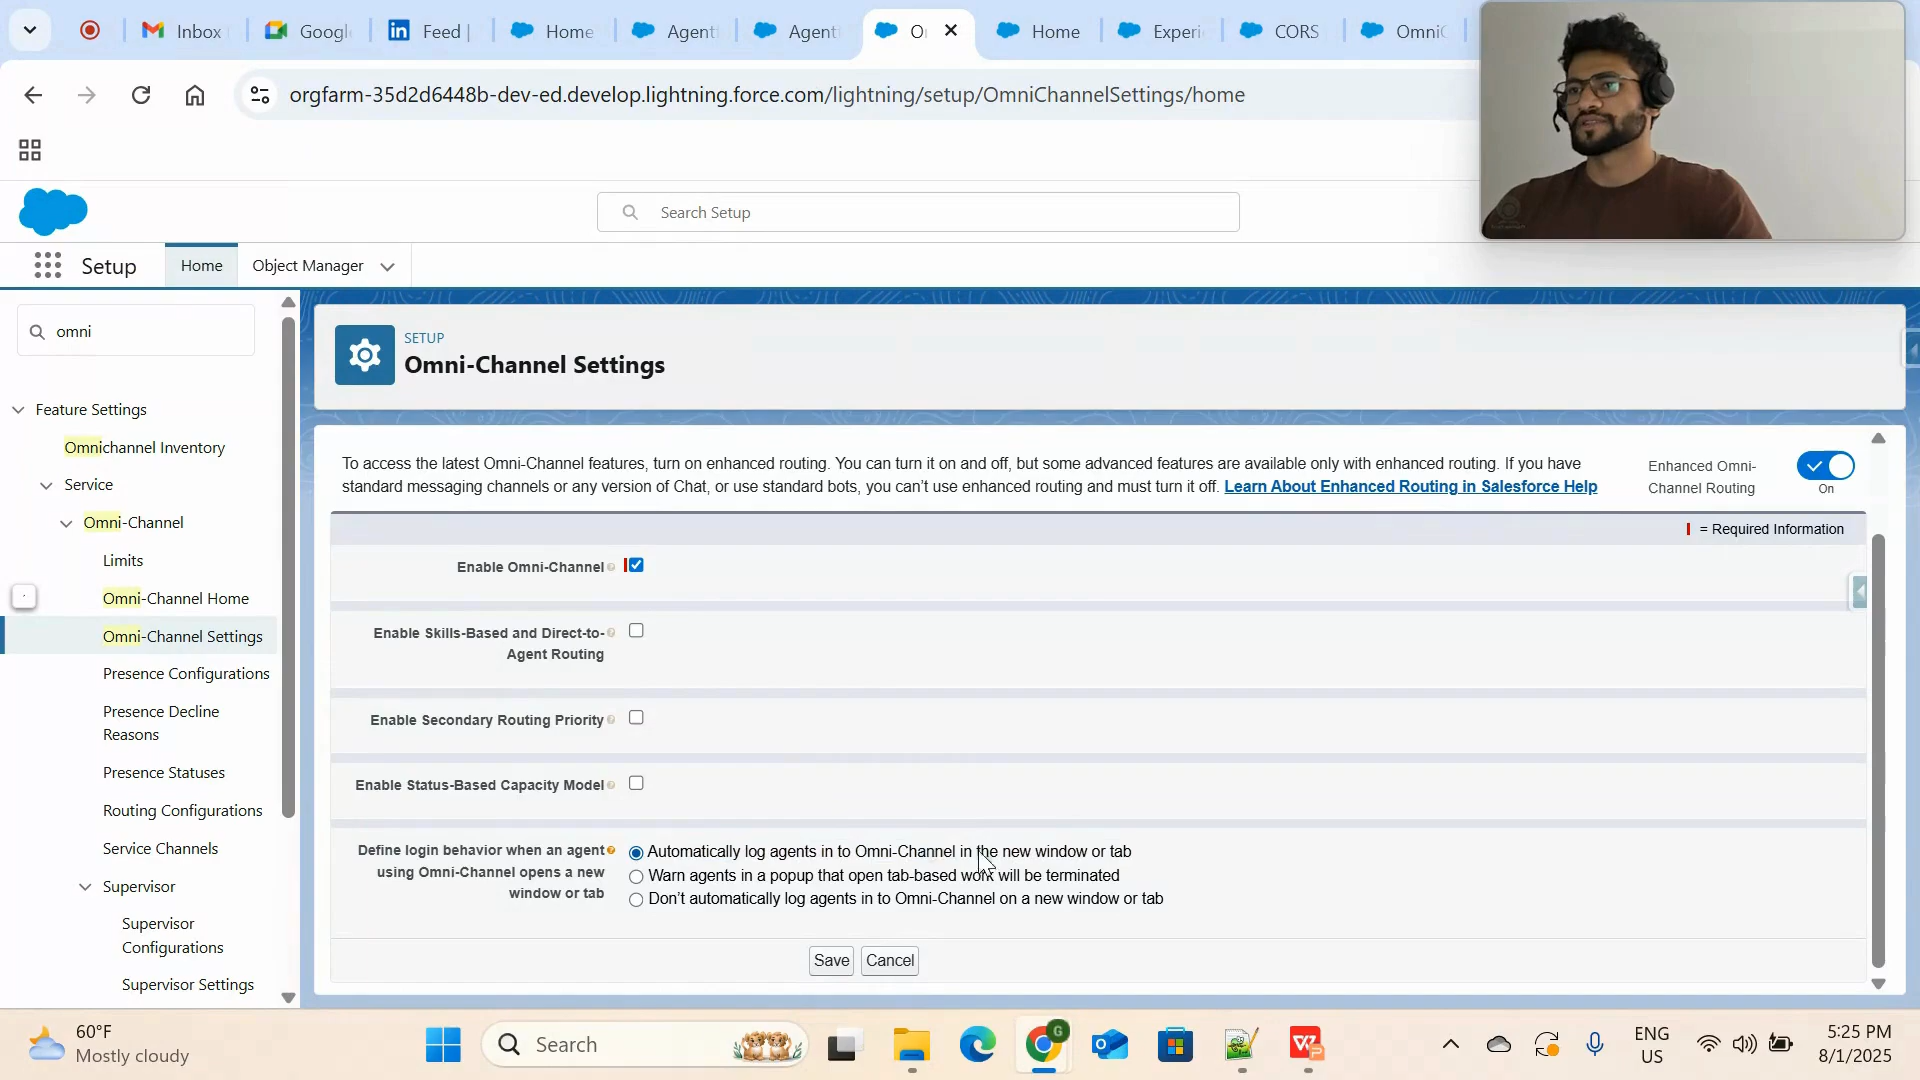 Inbox
Googl
Feed |
Home
Agent
Agent
O
Home
Experi
CORS
OmniC
orgfarm-35d2d6448b-dev-ed.develop.lightning.force.com/lightning/setup/OmniChannelSettings/home
Search Setup
Setup
Home
Object Manager
omni
Feature Settings
Omnichannel Inventory
Service
Omni-Channel
Limits
Omni-Channel Home
Omni-Channel Settings
Presence Configurations
Presence Decline
Reasons
Presence Statuses
Routing Configurations
Service Channels
Supervisor
Supervisor
Configurations
Supervisor Settings
SETUP
Omni-Channel Settings
To access the latest Omni-Channel features, turn on enhanced routing. You can turn it on and off, but some advanced features are available only with enhanced routing. If you have
standard messaging channels or any version of Chat, or use standard bots, you can't use enhanced routing and must turn it off. Learn About Enhanced Routing in Salesforce Help
Enhanced Omni-
Channel Routing
On
= Required Information
Enable Omni-Channel
Enable Skills-Based and Direct-to-
Agent Routing
Enable Secondary Routing Priority
Enable Status-Based Capacity Model
Define login behavior when an agent
using Omni-Channel opens a new
window or tab
Automatically log agents in to Omni-Channel in the new window or tab
Warn agents in a popup that open tab-based work will be terminated
Don't automatically log agents in to Omni-Channel on a new window or tab
Save
Cancel
60°F
Mostly cloudy
Search
G
ENG
US
5:25 PM
8/1/2025